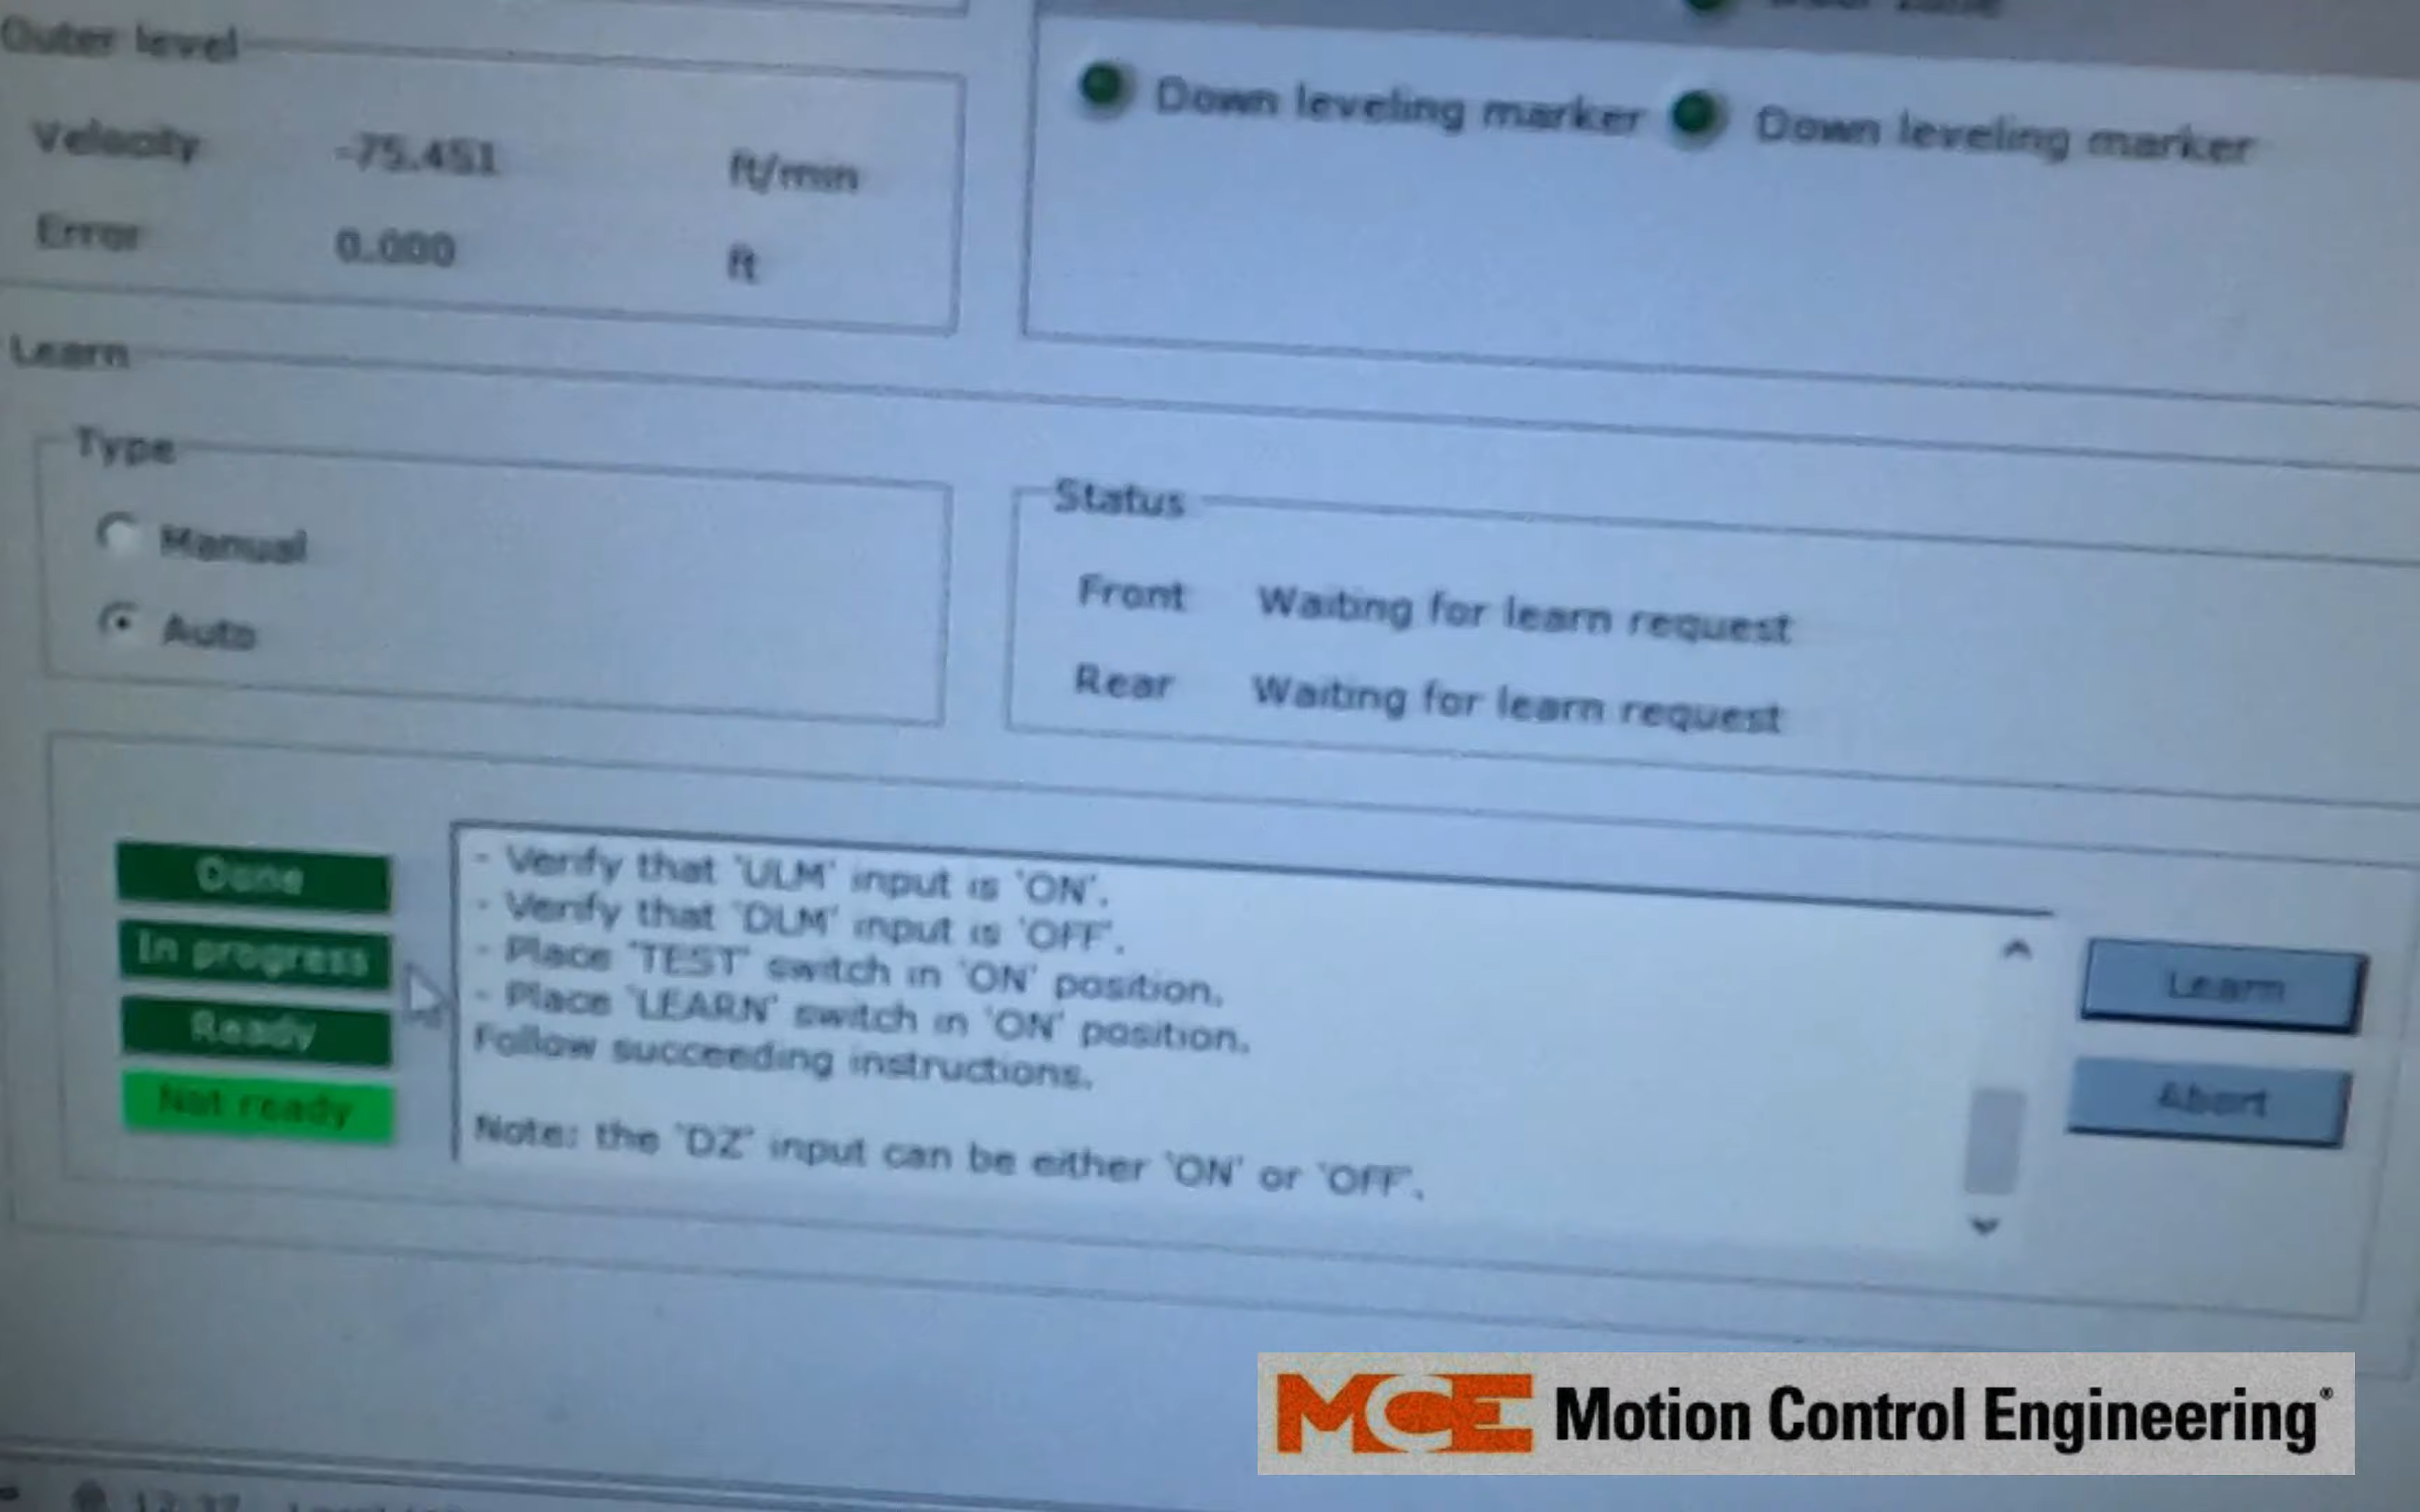 Outer level
Velocity -75.451 ft/min
Error 0.000 ft
Down leveling marker Down leveling marker
Learn
Type
Manual
Auto
Status
Front Waiting for learn request
Rear Waiting for learn request
Done
In progress
Ready
Not ready
- Verify that 'ULM' input is 'ON'.
- Verify that 'DLM' input is 'OFF'.
- Place 'TEST' switch in 'ON' position.
- Place 'LEARN' switch in 'ON' position.
Follow succeeding instructions.
Note: the 'DZ' input can be either 'ON' or 'OFF'.
Learn
Abort
MCE Motion Control Engineering®
12:37